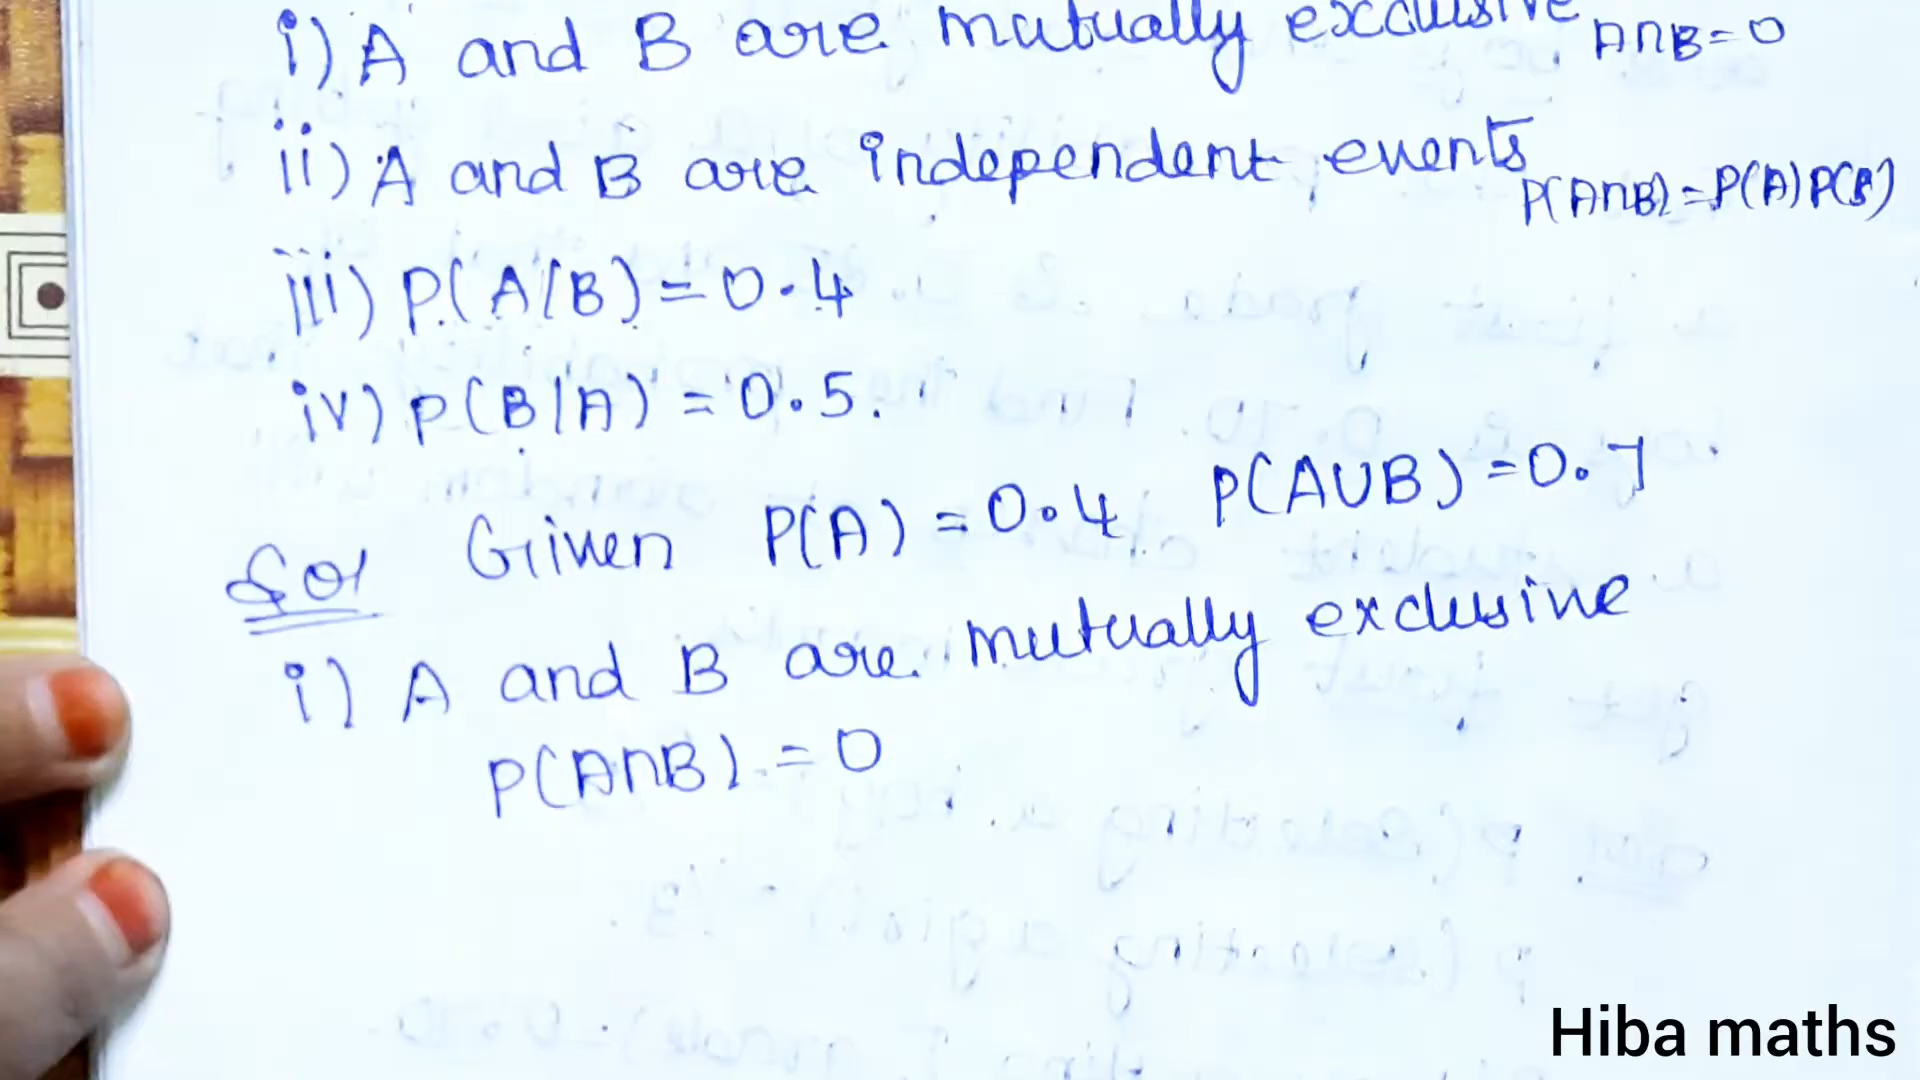 i) A and B are mutually exclusive A∩B=0
ii) A and B are independent events P(A∩B)=P(A)P(B)
iii) P(A/B)=0.4
iv) P(B/A)=0.5.
Sol Given P(A)=0.4 P(A∪B)=0.7
i) A and B are mutually exclusive
P(A∩B)=0
Hiba maths